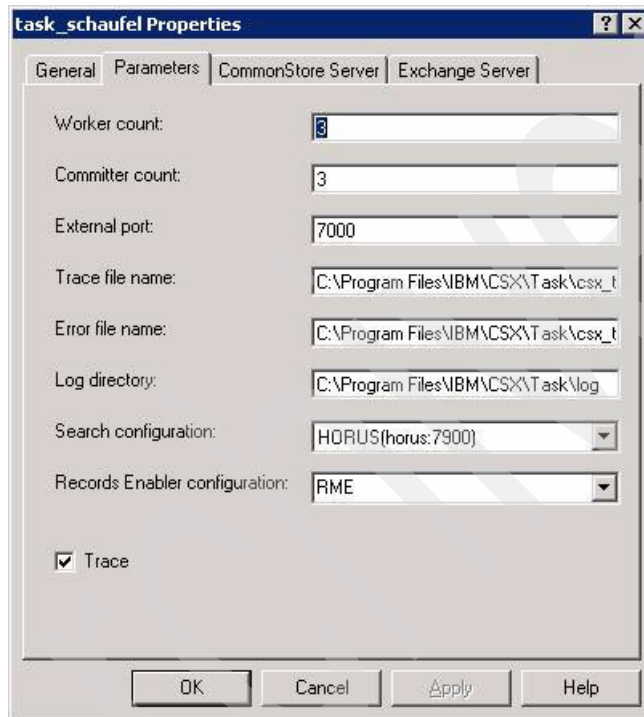 task_schaufel Properties ? X
General Parameters CommonStore Server Exchange Server
Worker count: 3
Committer count: 3
External port: 7000
Trace file name: C:\Program Files\IBM\CSX\Task\csx_t
Error file name: C:\Program Files\IBM\CSX\Task\csx_t
Log directory: C:\Program Files\IBM\CSX\Task\log
Search configuration: HORUS(horus:7900)
Records Enabler configuration: RME
Trace
OK Cancel Apply Help